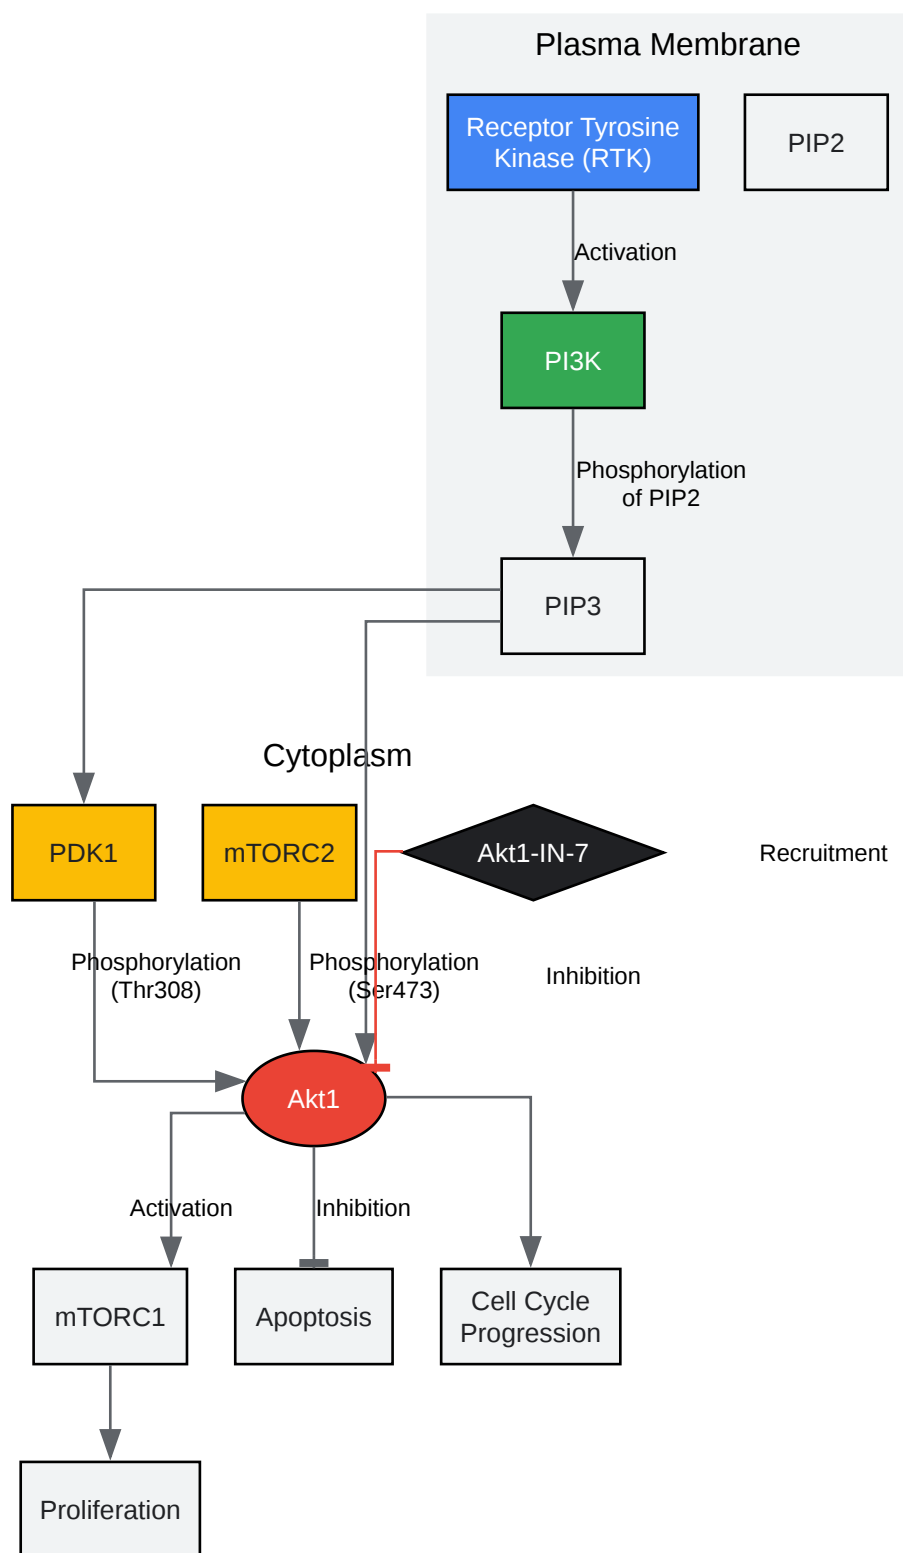 Plasma Membrane
Receptor Tyrosine
Kinase (RTK)
PIP2
Activation
PI3K
Phosphorylation
of PIP2
PIP3
Cytoplasm
PDK1
mTORC2
Akt1-IN-7
Recruitment
Phosphorylation
(Thr308)
Phosphorylation
(Ser473)
Inhibition
Akt1
Activation
Inhibition
mTORC1
Apoptosis
Cell Cycle
Progression
Proliferation